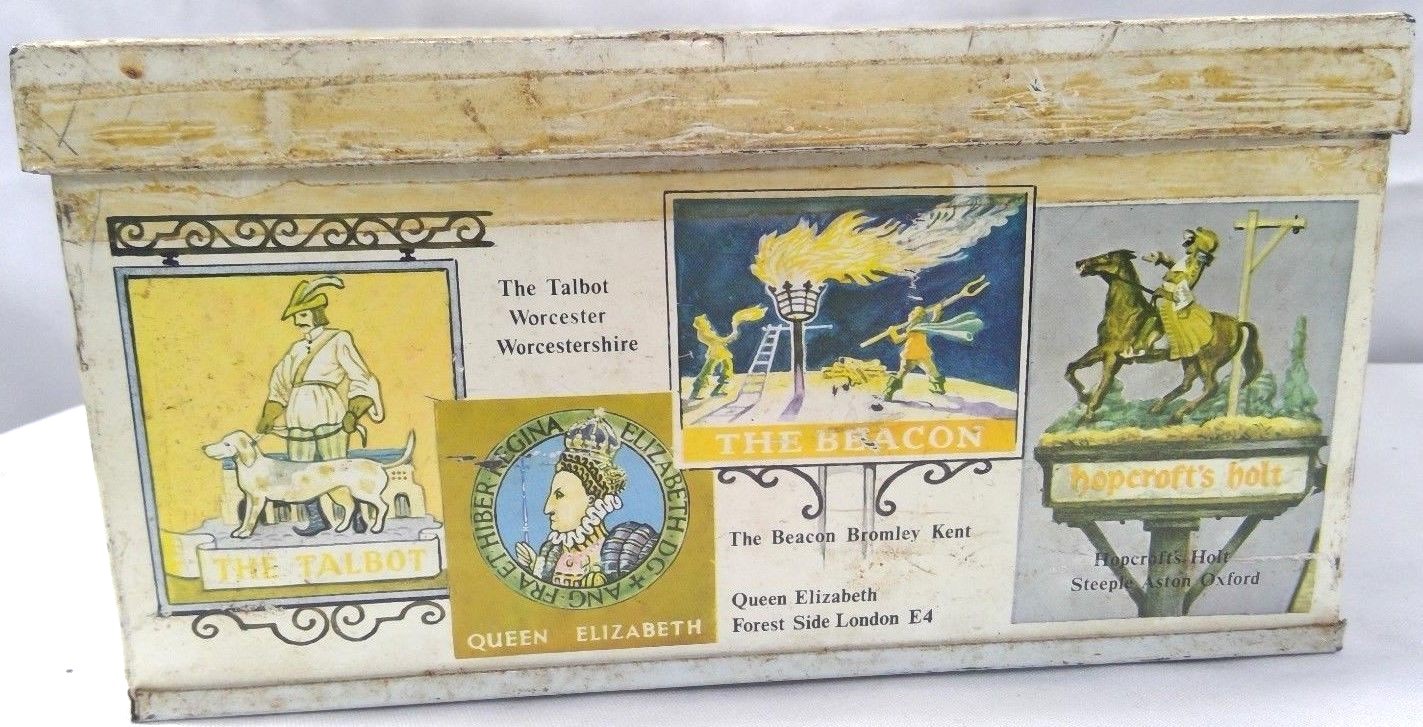 The Talbot
Worcester
Worcestershire
THE TALBOT
ELIZABETH·D·G·✠·ANG·FRA·ET·HIBER·REGINA
QUEEN ELIZABETH
THE BEACON
The Beacon Bromley Kent
Queen Elizabeth
Forest Side London E4
hopcroft's holt
Hopcroft's Holt
Steeple Aston Oxford